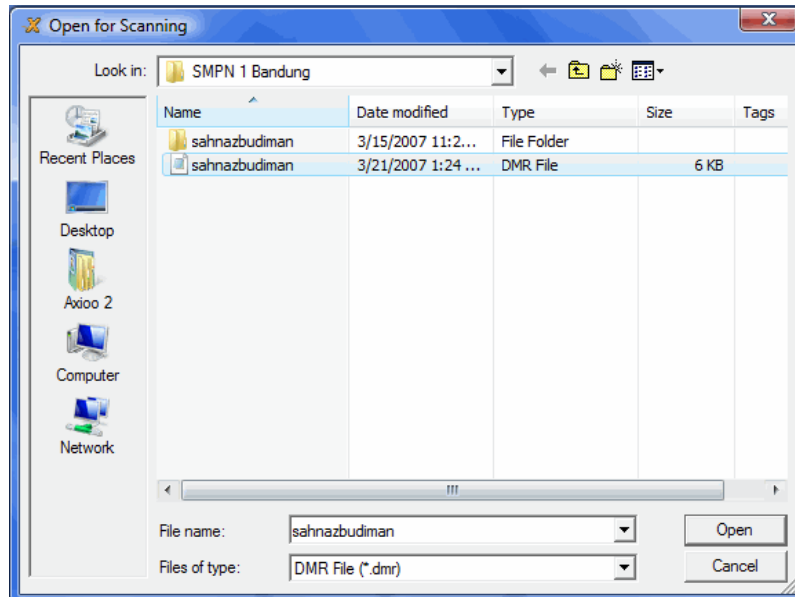 Open for Scanning
Look in: SMPN 1 Bandung
Name Date modified Type Size Tags
sahnazbudiman 3/15/2007 11:2... File Folder
sahnazbudiman 3/21/2007 1:24 ... DMR File 6 KB
Recent Places
Desktop
Axioo 2
Computer
Network
File name: sahnazbudiman Open
Files of type: DMR File (*.dmr) Cancel